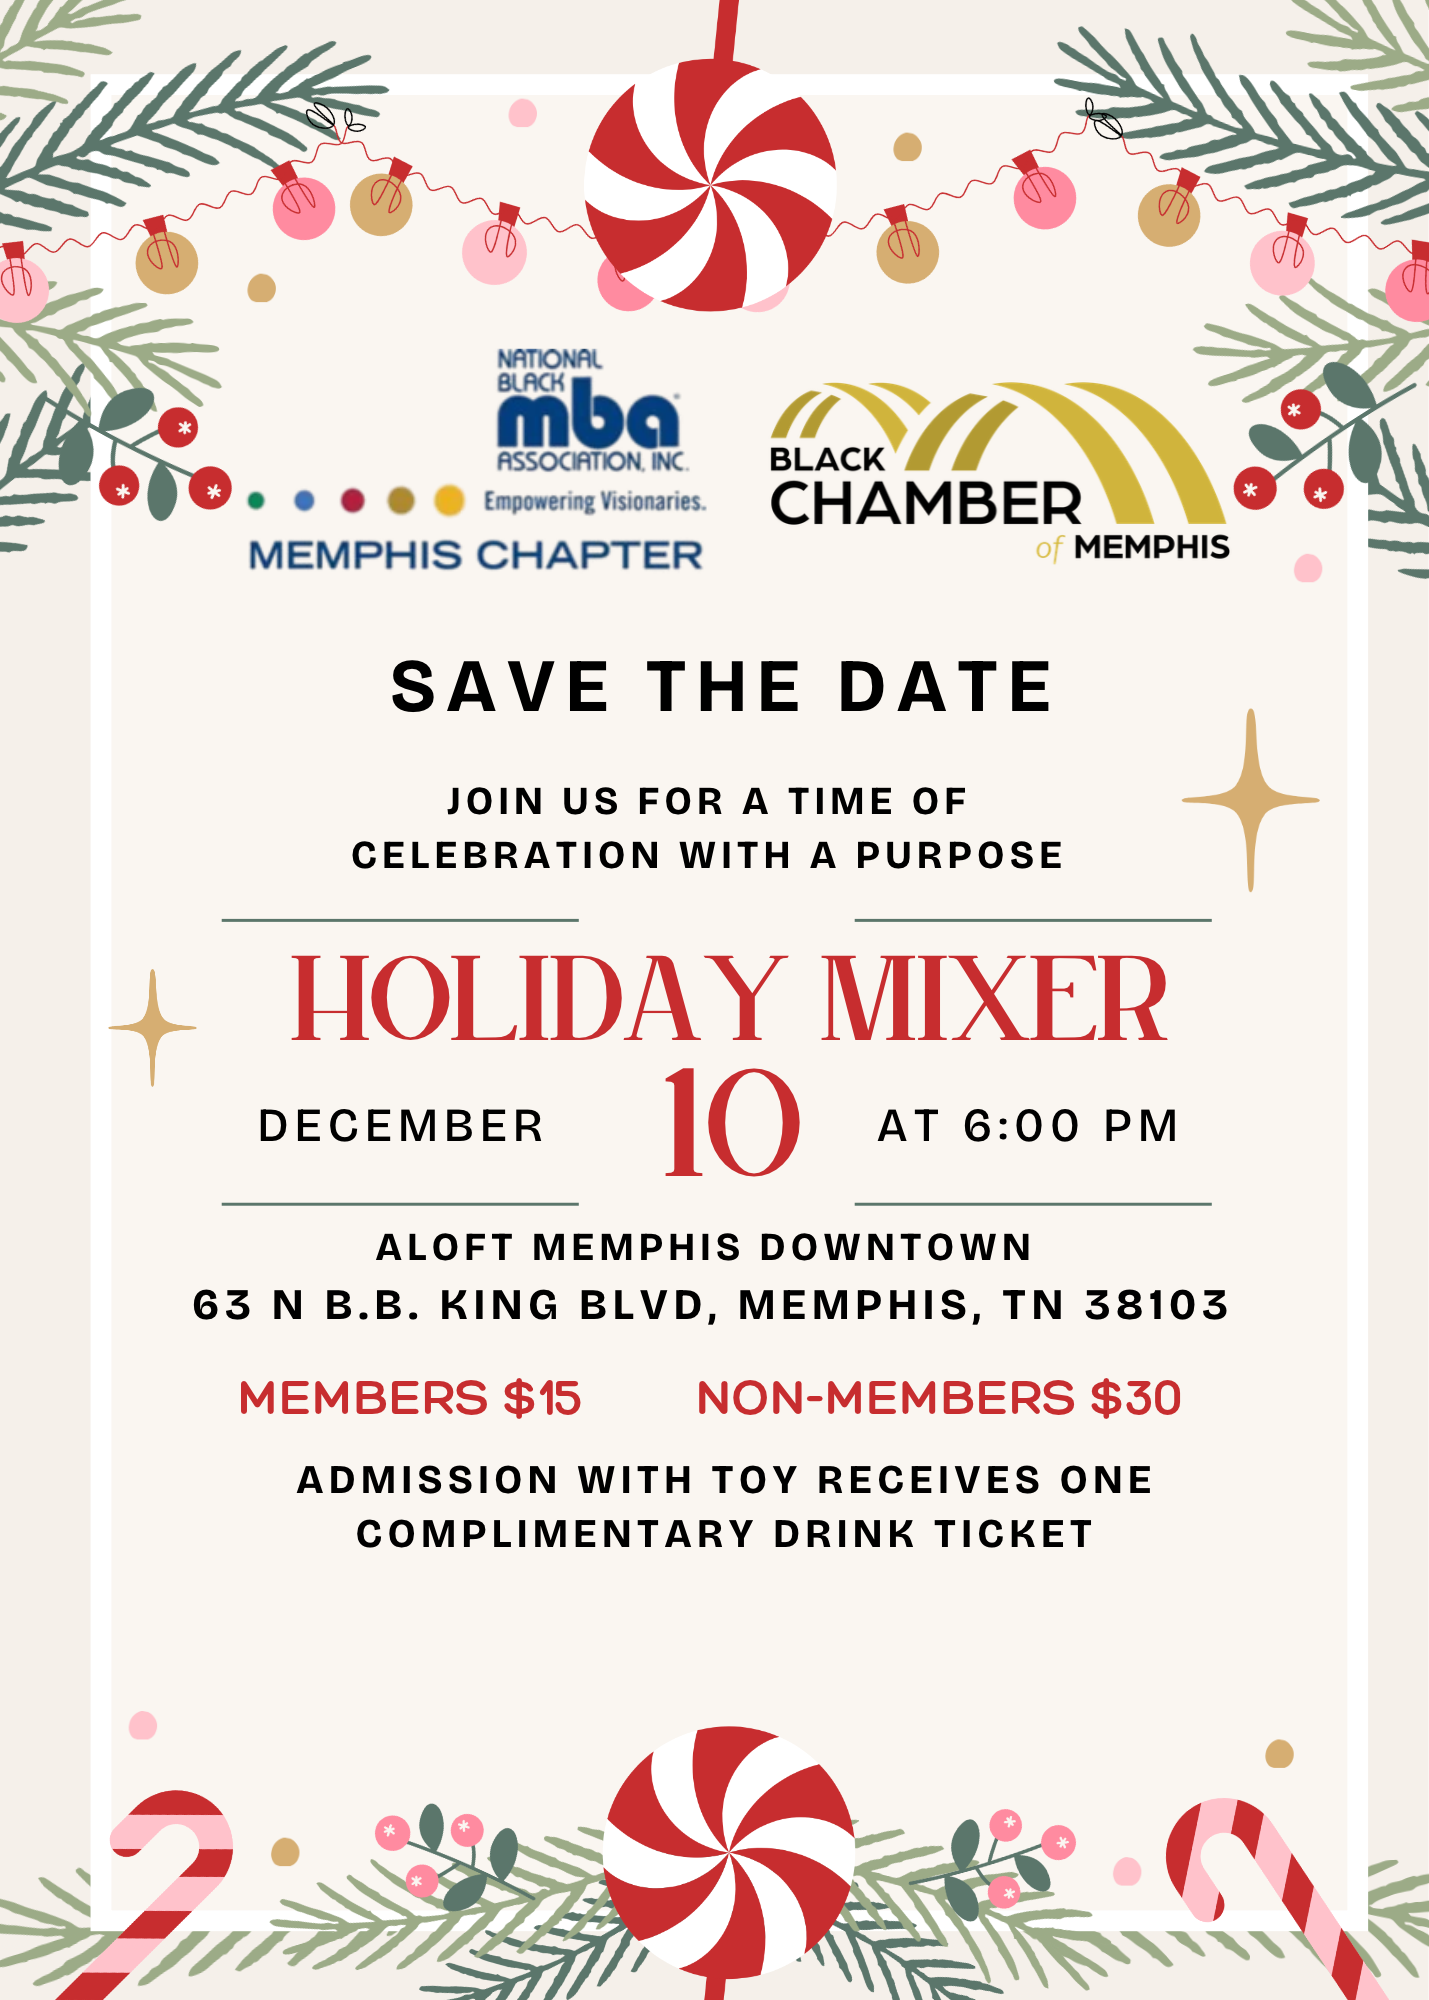 NATIONAL
BLACK
mba
ASSOCIATION, INC.
Empowering Visionaries.
MEMPHIS CHAPTER
BLACK
CHAMBER
of MEMPHIS
SAVE THE DATE
JOIN US FOR A TIME OF
CELEBRATION WITH A PURPOSE
HOLIDAY MIXER
DECEMBER 10 AT 6:00 PM
ALOFT MEMPHIS DOWNTOWN
63 N B.B. KING BLVD, MEMPHIS, TN 38103
MEMBERS $15 NON-MEMBERS $30
ADMISSION WITH TOY RECEIVES ONE
COMPLIMENTARY DRINK TICKET